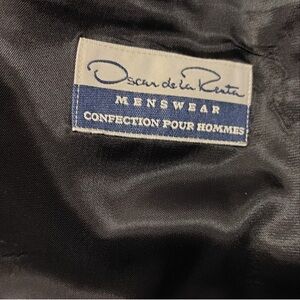 Oscar de la Renta
MENSWEAR
CONFECTION POUR HOMMES